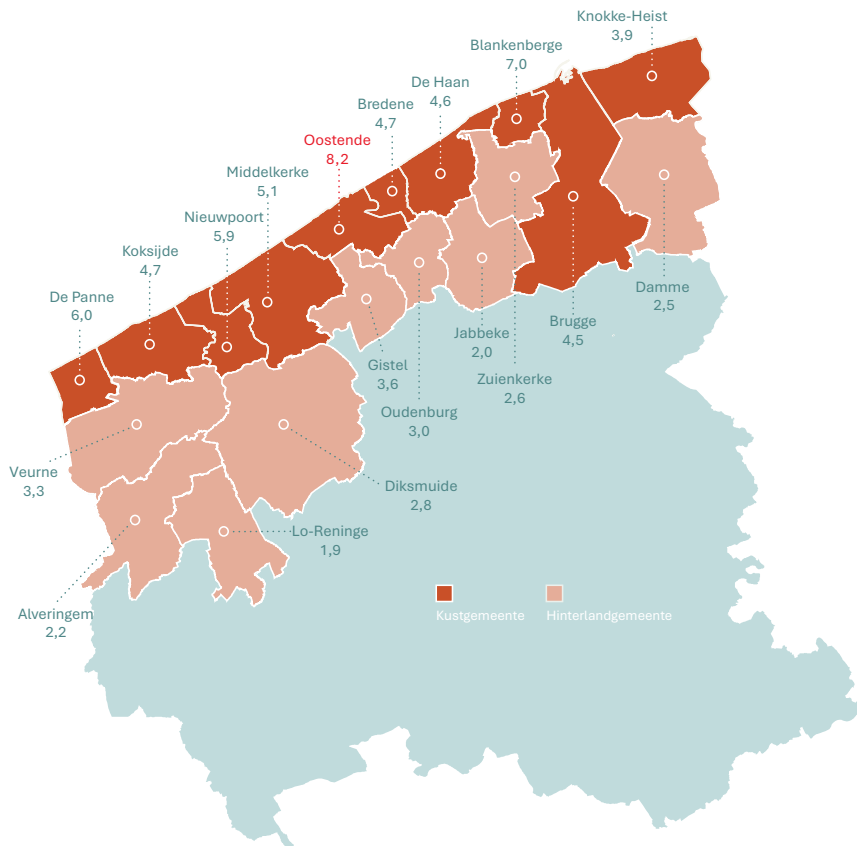 Knokke-Heist
3,9
Blankenberge
7,0
De Haan
4,6
Bredene
4,7
Oostende
8,2
Middelkerke
5,1
Nieuwpoort
5,9
Koksijde
4,7
De Panne
6,0
Damme
2,5
Brugge
4,5
Jabbeke
2,0
Zuienkerke
2,6
Gistel
3,6
Oudenburg
3,0
Veurne
3,3
Diksmuide
2,8
Lo-Reninge
1,9
Alveringem
2,2
Kustgemeente
Hinterlandgemeente